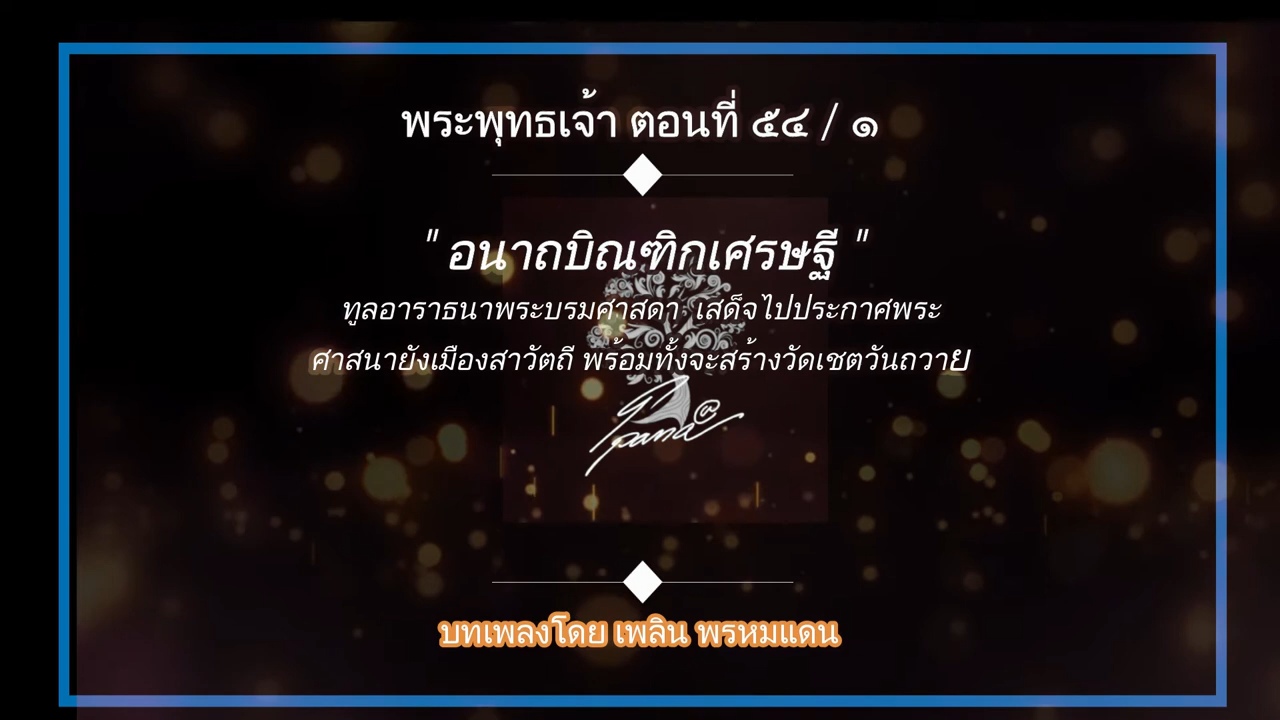 พระพุทธเจ้า ตอนที่ ๕๔ / ๑
" อนาถบิณฑิกเศรษฐี "
ทูลอาราธนาพระบรมศาสดา เสด็จไปประกาศพระ
ศาสนายังเมืองสาวัตถี พร้อมทั้งจะสร้างวัดเชตวันถวาย
บทเพลงโดย เพลิน พรหมแดน